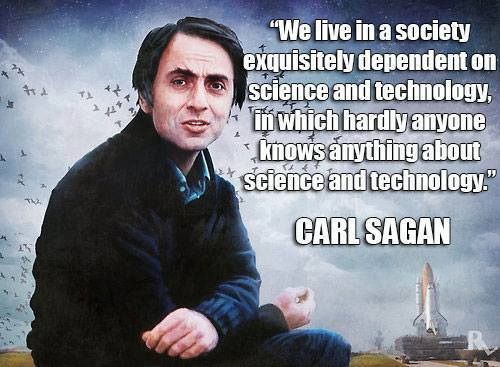 “We live in a society
exquisitely dependent on
science and technology,
in which hardly anyone
knows anything about
science and technology.”
CARL SAGAN